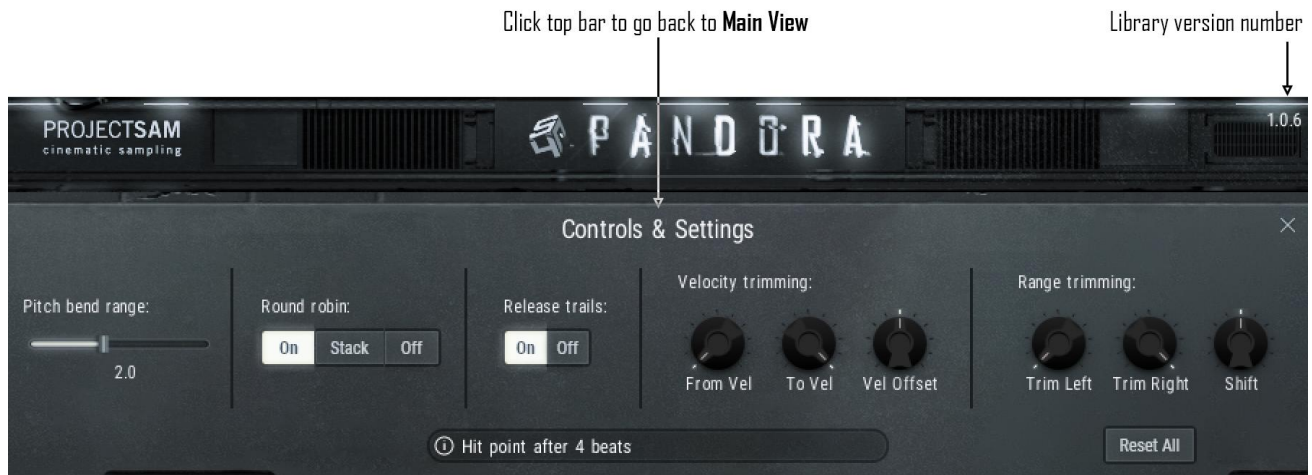 Click top bar to go back to Main View
Library version number
PROJECTSAM
cinematic sampling
PANDORA
1.0.6
Controls & Settings
Pitch bend range:
2.0
Round robin:
On Stack Off
Release trails:
On Off
Velocity trimming:
From Vel To Vel Vel Offset
Range trimming:
Trim Left Trim Right Shift
Hit point after 4 beats
Reset All